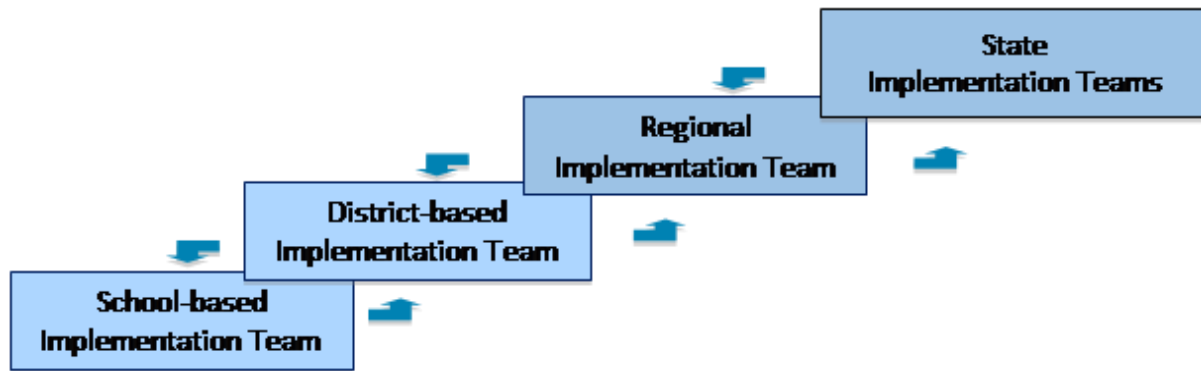 State
Implementation Teams
Regional
Implementation Team
District-based
Implementation Team
School-based
Implementation Team